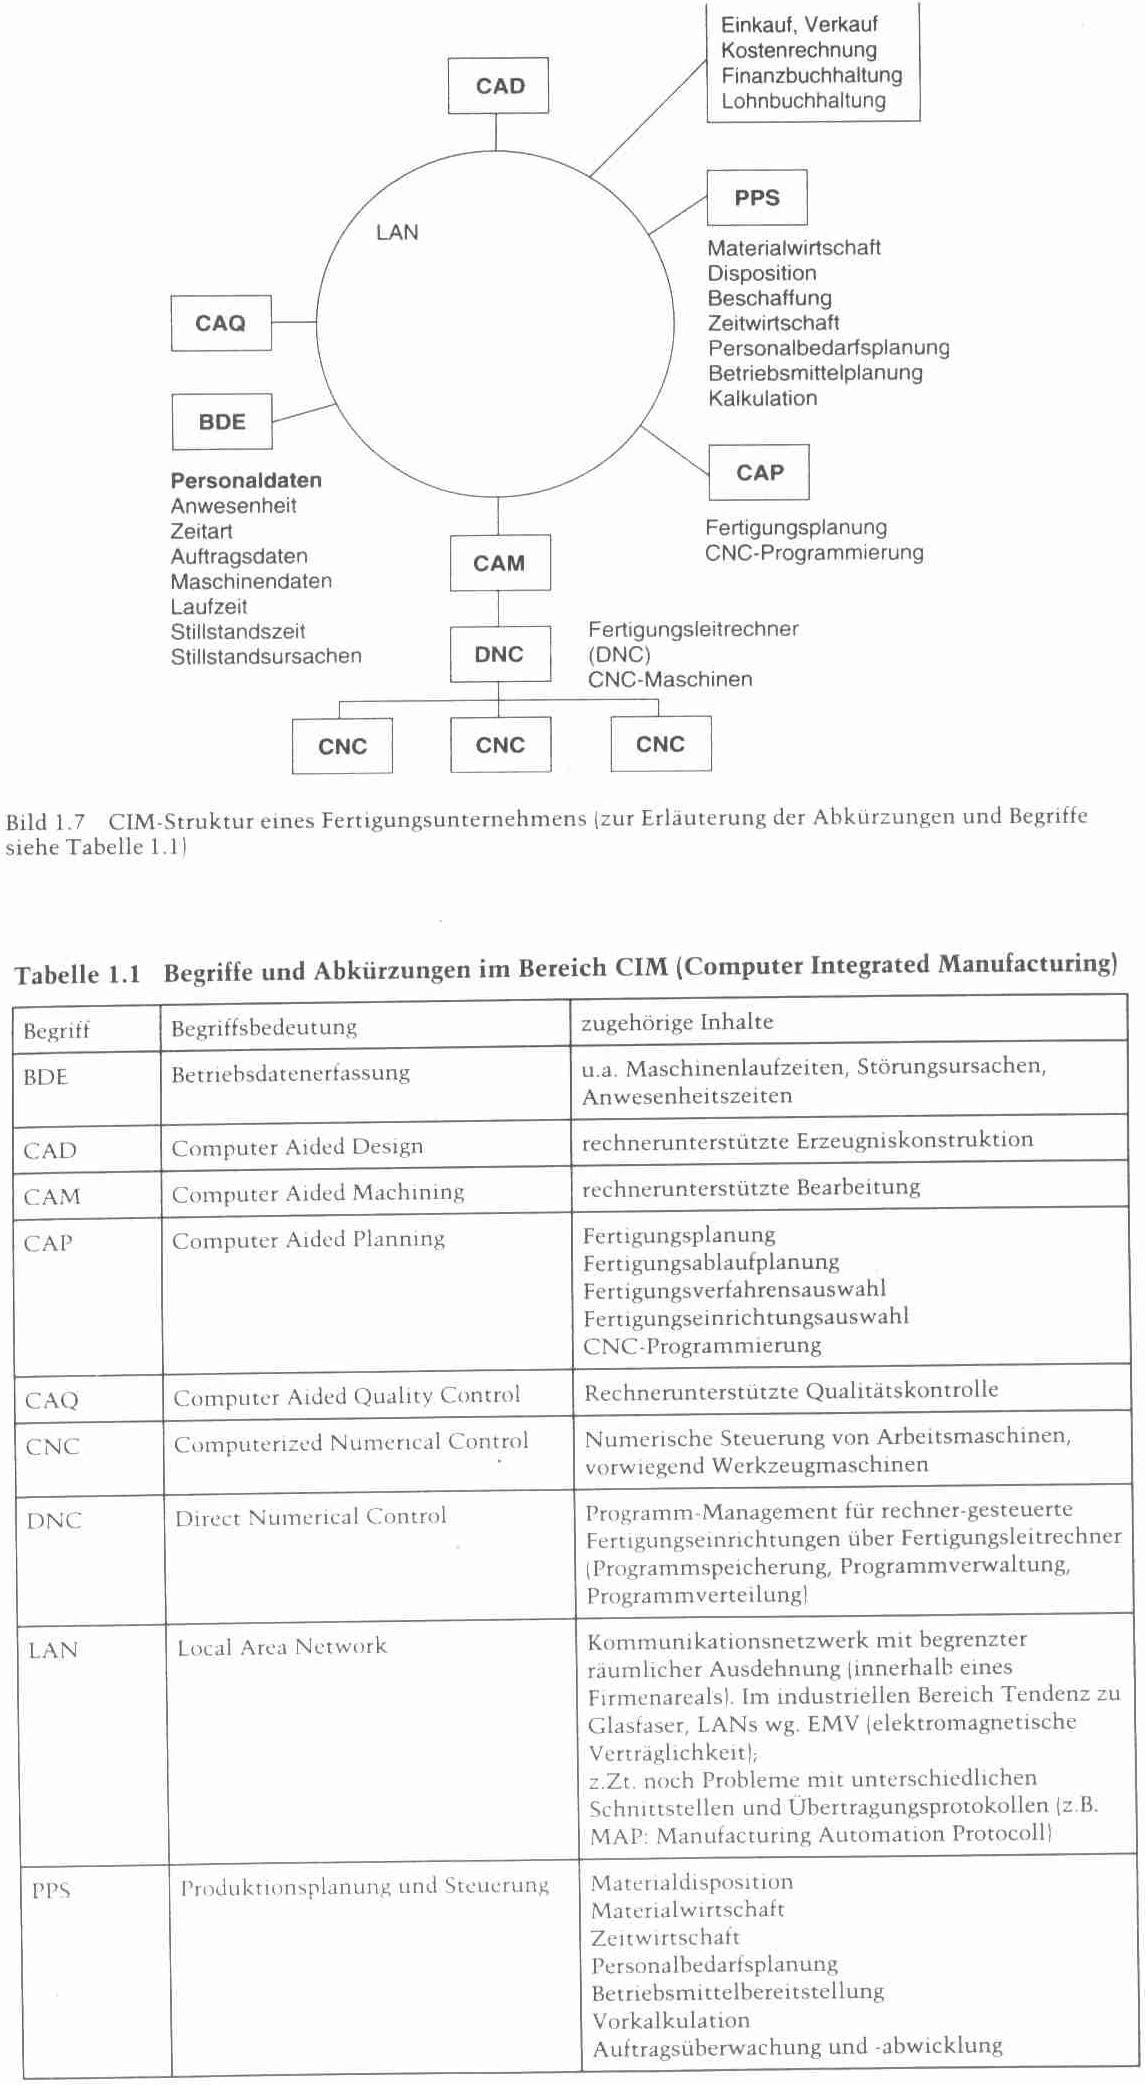 Einkauf, Verkauf
Kostenrechnung
Finanzbuchhaltung
Lohnbuchhaltung
CAD
LAN
PPS
Materialwirtschaft
Disposition
Beschaffung
Zeitwirtschaft
Personalbedarfsplanung
Betriebsmittelplanung
Kalkulation
CAQ
BDE
Personaldaten
Anwesenheit
Zeitart
Auftragsdaten
Maschinendaten
Laufzeit
Stillstandszeit
Stillstandsursachen
CAP
Fertigungsplanung
CNC-Programmierung
CAM
DNC
Fertigungsleitrechner
(DNC)
CNC-Maschinen
CNC CNC CNC
Bild 1.7 CIM-Struktur eines Fertigungsunternehmens (zur Erläuterung der Abkürzungen und Begriffe
siehe Tabelle 1.1)
Tabelle 1.1 Begriffe und Abkürzungen im Bereich CIM (Computer Integrated Manufacturing)
Begriff Begriffsbedeutung zugehörige Inhalte
BDE Betriebsdatenerfassung u.a. Maschinenlaufzeiten, Störungsursachen,
Anwesenheitszeiten
CAD Computer Aided Design rechnerunterstützte Erzeugniskonstruktion
CAM Computer Aided Machining rechnerunterstützte Bearbeitung
CAP Computer Aided Planning Fertigungsplanung
Fertigungsablaufplanung
Fertigungsverfahrensauswahl
Fertigungseinrichtungsauswahl
CNC-Programmierung
CAQ Computer Aided Quality Control Rechnerunterstützte Qualitätskontrolle
CNC Computerized Numerical Control Numerische Steuerung von Arbeitsmaschinen,
vorwiegend Werkzeugmaschinen
DNC Direct Numerical Control Programm-Management für rechner-gesteuerte
Fertigungseinrichtungen über Fertigungsleitrechner
(Programmspeicherung, Programmverwaltung,
Programmverteilung)
LAN Local Area Network Kommunikationsnetzwerk mit begrenzter
räumlicher Ausdehnung (innerhalb eines
Firmenareals). Im industriellen Bereich Tendenz zu
Glasfaser, LANs wg. EMV (elektromagnetische
Verträglichkeit);
z.Zt. noch Probleme mit unterschiedlichen
Schnittstellen und Übertragungsprotokollen (z.B.
MAP: Manufacturing Automation Protocoll)
PPS Produktionsplanung und Steuerung Materialdisposition
Materialwirtschaft
Zeitwirtschaft
Personalbedarfsplanung
Betriebsmittelbereitstellung
Vorkalkulation
Auftragsüberwachung und -abwicklung